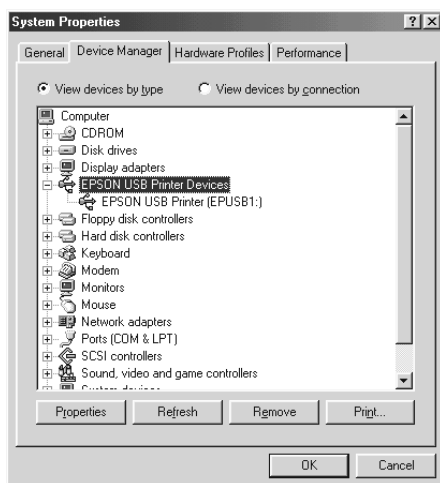 System Properties
General Device Manager Hardware Profiles Performance
View devices by type View devices by connection
Computer
CDROM
Disk drives
Display adapters
EPSON USB Printer Devices
EPSON USB Printer (EPUSB1:)
Floppy disk controllers
Hard disk controllers
Keyboard
Modem
Monitors
Mouse
Network adapters
Ports (COM & LPT)
SCSI controllers
Sound, video and game controllers
System devices
Properties Refresh Remove Print...
OK Cancel